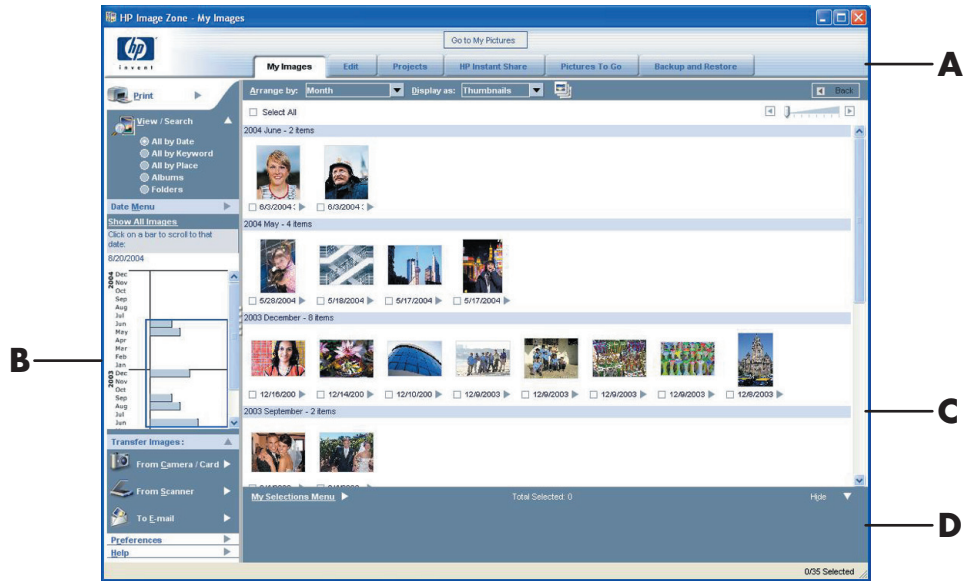 HP Image Zone - My Images
hp
invent
Go to My Pictures
My Images Edit Projects HP Instant Share Pictures To Go Backup and Restore
A
Print
Arrange by: Month Display as: Thumbnails Back
View / Search
All by Date
All by Keyword
All by Place
Albums
Folders
Select All
2004 June - 2 items
6/3/2004 : 6/3/2004 :
Date Menu
Show All Images
Click on a bar to scroll to that
date:
8/20/2004
2004
Dec
Nov
Oct
Sep
Aug
Jul
Jun
May
Apr
Mar
Feb
Jan
2003
Dec
Nov
Oct
Sep
Aug
Jul
Jun
B
2004 May - 4 items
5/28/2004 5/18/2004 5/17/2004 5/17/2004
2003 December - 8 items
12/16/200 12/14/200 12/10/200 12/9/2003 12/9/2003 12/9/2003 12/9/2003 12/8/2003
2003 September - 2 items
C
Transfer Images :
From Camera / Card
From Scanner
To E-mail
Preferences
Help
My Selections Menu Total Selected: 0 Hide
D
0/35 Selected